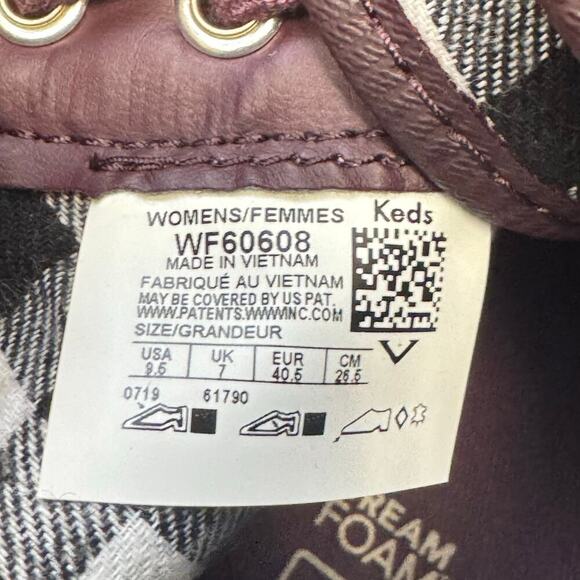 WOMENS/FEMMES Keds
WF60608
MADE IN VIETNAM
FABRIQUÉ AU VIETNAM
MAY BE COVERED BY US PAT.
WWW.PATENTS.WWWINC.COM
SIZE/GRANDEUR
USA UK EUR CM
9.5 7 40.5 26.5
0719 61790
REAM
FOAM